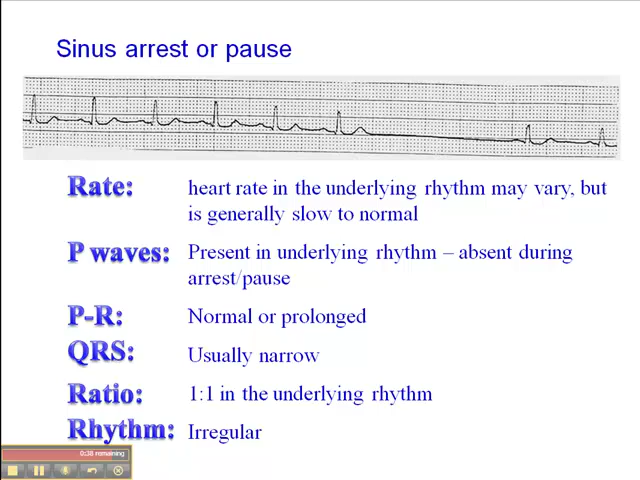 Sinus arrest or pause
Rate: heart rate in the underlying rhythm may vary, but
is generally slow to normal
P waves: Present in underlying rhythm – absent during
arrest/pause
P-R: Normal or prolonged
QRS: Usually narrow
Ratio: 1:1 in the underlying rhythm
Rhythm: Irregular
0:38 remaining